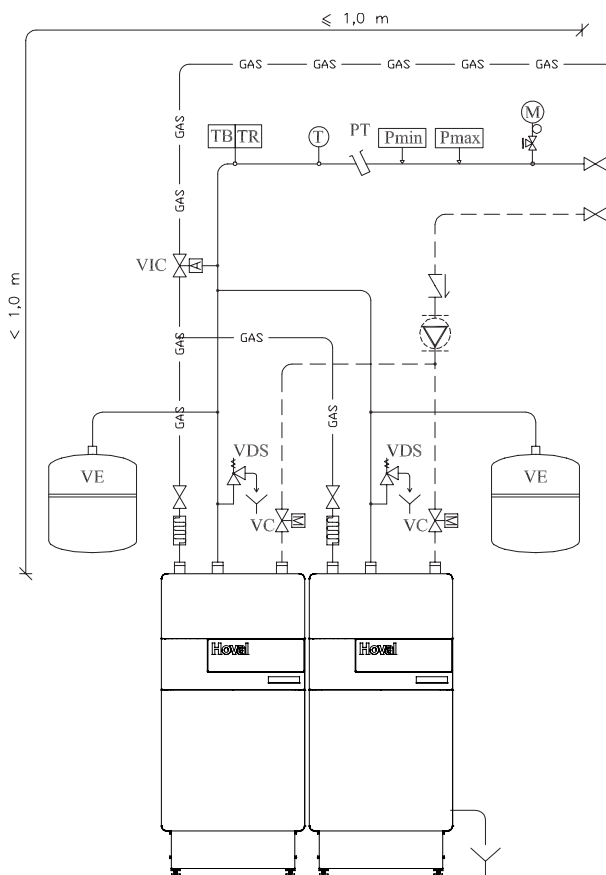 ≤ 1,0 m
GAS GAS GAS GAS GAS
GAS
TB TR
T
PT
Pmin
Pmax
M
GAS
VIC
A
< 1,0 m
GAS
GAS
GAS
GAS
VE
VDS
VDS
VE
VC
M
VC
M
Hoval
Hoval